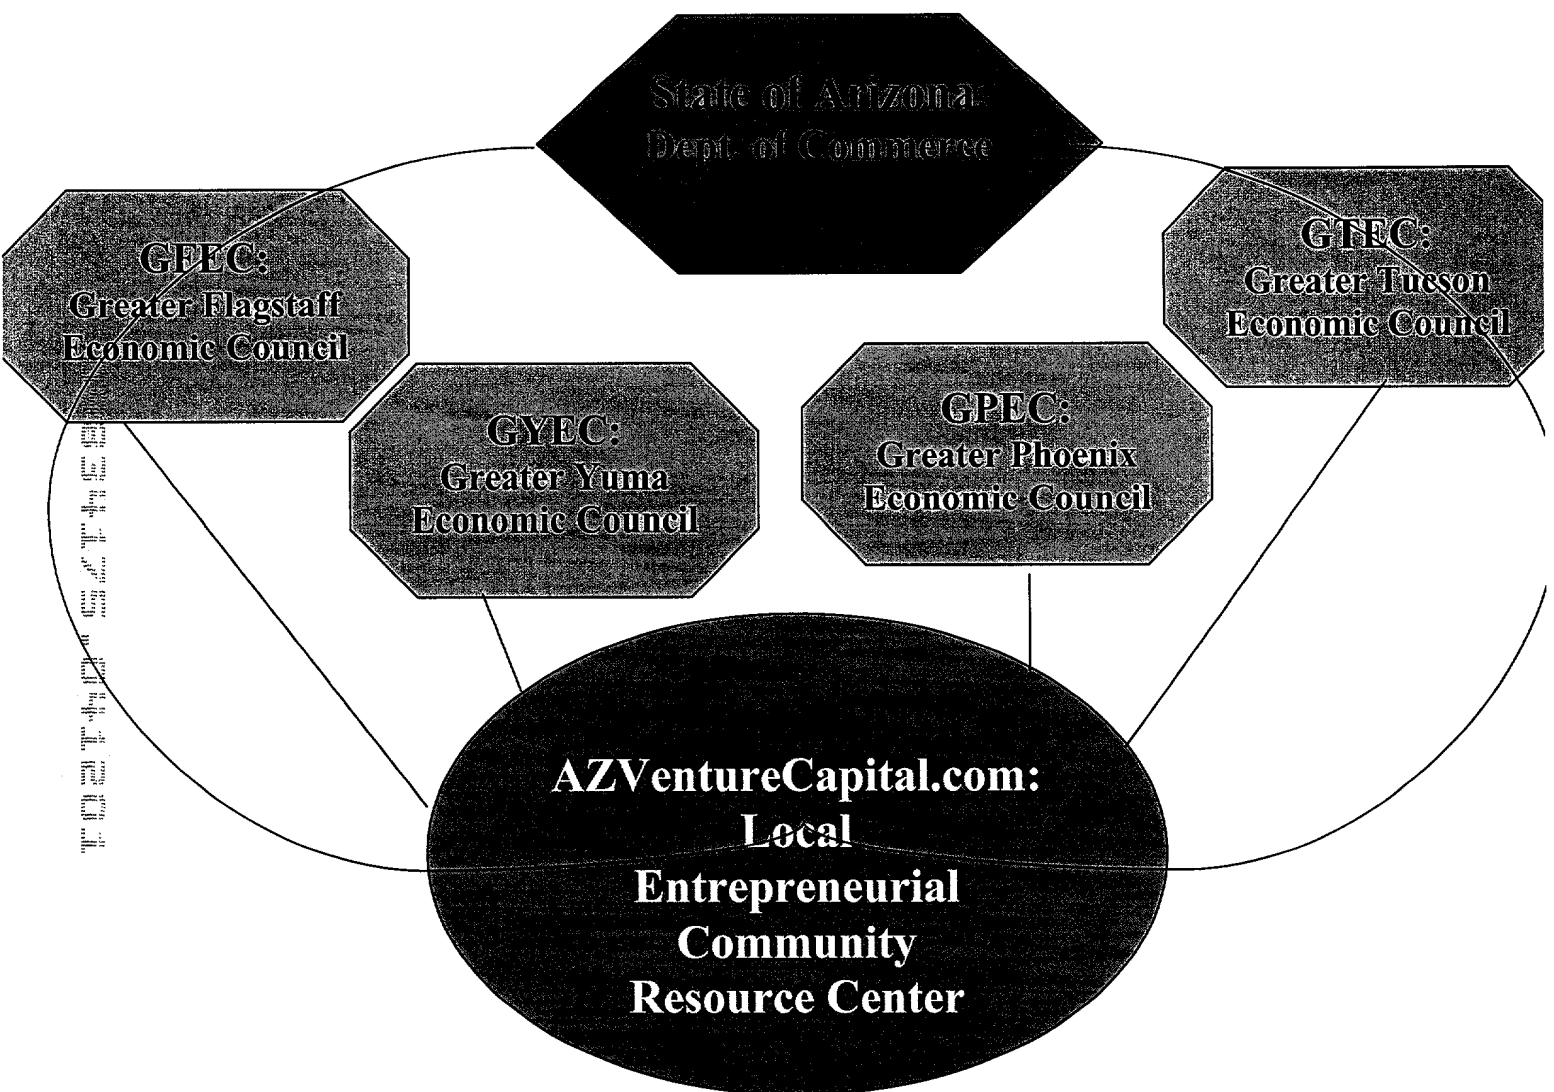 State of Arizona
Dept. of Commerce
GFEC:
Greater Flagstaff
Economic Council
GTEC:
Greater Tucson
Economic Council
GYEC:
Greater Yuma
Economic Council
GPEC:
Greater Phoenix
Economic Council
AZVentureCapital.com:
Local
Entrepreneurial
Community
Resource Center